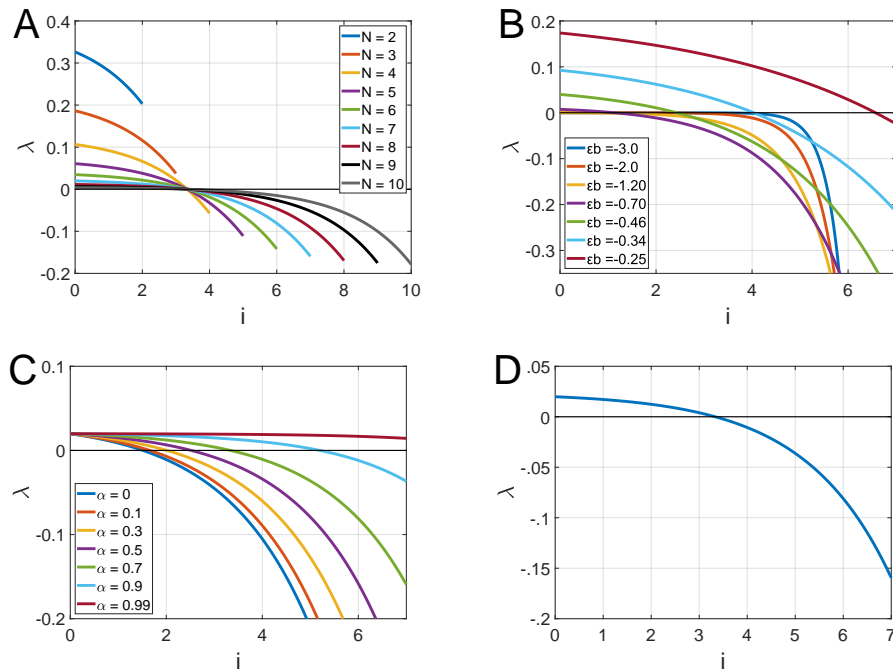 A
0.4
0.3
0.2
0.1
0
-0.1
-0.2
λ
0 2 4 6 8 10
i
N = 2
N = 3
N = 4
N = 5
N = 6
N = 7
N = 8
N = 9
N = 10
B
0.2
0.1
0
-0.1
-0.2
-0.3
λ
0 2 4 6
i
εb =-3.0
εb =-2.0
εb =-1.20
εb =-0.70
εb =-0.46
εb =-0.34
εb =-0.25
C
0.1
0
-0.1
-0.2
λ
0 2 4 6
i
α = 0
α = 0.1
α = 0.3
α = 0.5
α = 0.7
α = 0.9
α = 0.99
D
.05
0
-.05
-.1
-.15
-.2
λ
0 1 2 3 4 5 6 7
i